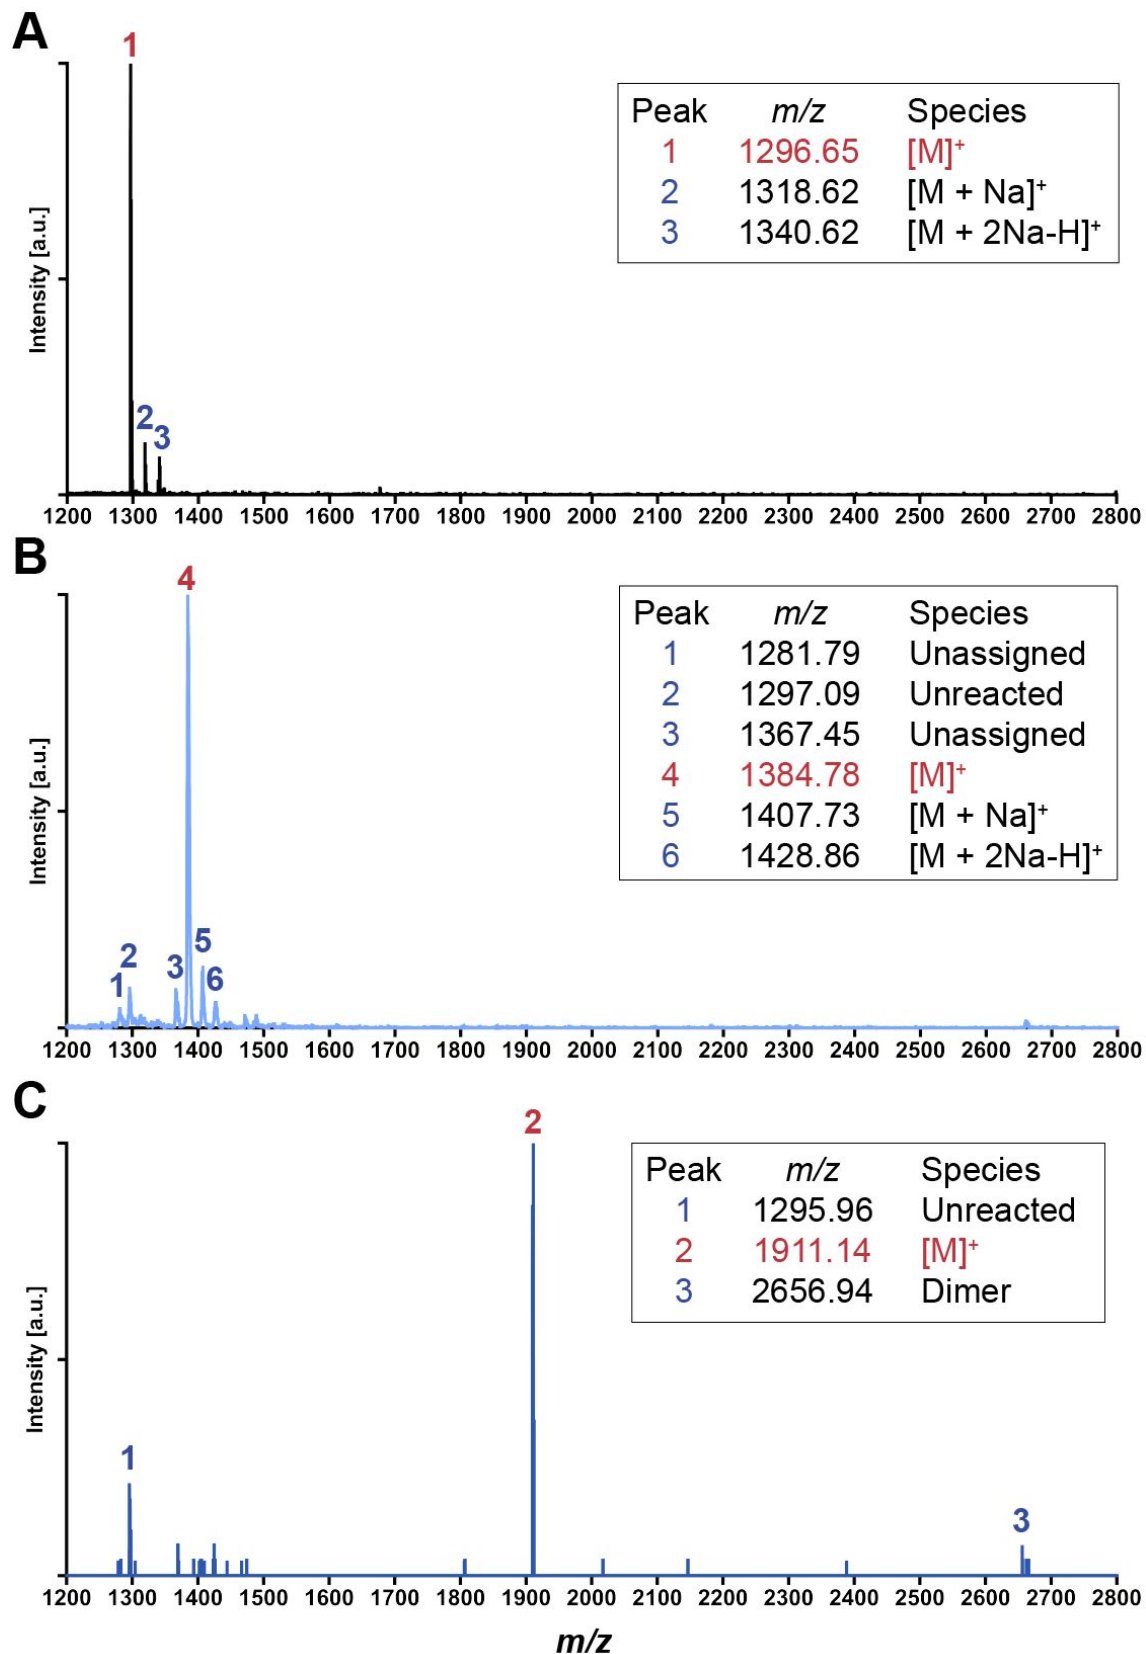 A
1
Peak m/z Species
1 1296.65 [M]⁺
2 1318.62 [M + Na]⁺
3 1340.62 [M + 2Na-H]⁺
Intensity [a.u.]
2
3
1200 1300 1400 1500 1600 1700 1800 1900 2000 2100 2200 2300 2400 2500 2600 2700 2800
B
4
Peak m/z Species
1 1281.79 Unassigned
2 1297.09 Unreacted
3 1367.45 Unassigned
4 1384.78 [M]⁺
5 1407.73 [M + Na]⁺
6 1428.86 [M + 2Na-H]⁺
Intensity [a.u.]
1 2 3 5 6
1200 1300 1400 1500 1600 1700 1800 1900 2000 2100 2200 2300 2400 2500 2600 2700 2800
C
2
Peak m/z Species
1 1295.96 Unreacted
2 1911.14 [M]⁺
3 2656.94 Dimer
Intensity [a.u.]
1
3
1200 1300 1400 1500 1600 1700 1800 1900 2000 2100 2200 2300 2400 2500 2600 2700 2800
m/z